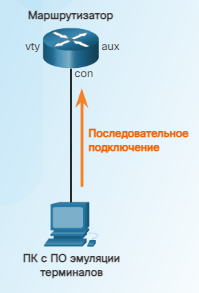 Маршрутизатор
vty
aux
con
Последовательное
подключение
ПК с ПО эмуляции
терминалов